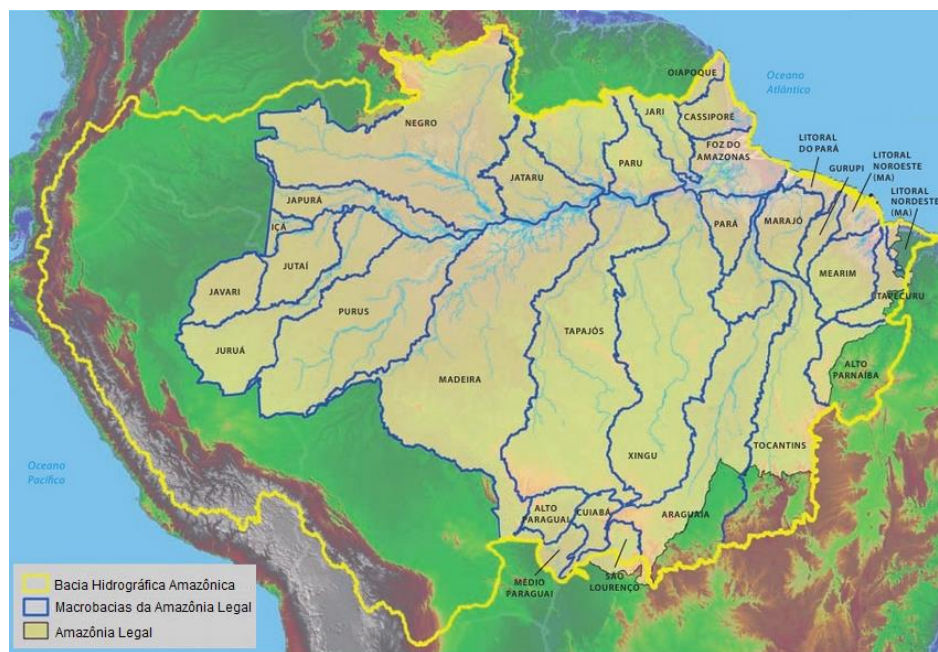 OIAPOQUE
Oceano
Atlântico
JARI
CASSIPORÉ
NEGRO
FOZ DO
AMAZONAS
LITORAL
DO PARÁ
GURUPI
LITORAL
NOROESTE
(MA)
LITORAL
NORDESTE
(MA)
PARU
JATARU
JAPURÁ
IÇÁ
PARÁ
MARAJÓ
JUTAÍ
MEARIM
JAVARI
TAPECURU
PURUS
TAPAJÓS
JURUÁ
MADEIRA
ALTO
PARNAÍBA
TOCANTINS
XINGU
Oceano
Pacífico
ALTO
PARAGUAI
CUIABÁ
ARAGUAIA
MÉDIO
PARAGUAI
SÃO
LOURENÇO
Bacia Hidrográfica Amazônica
Macrobacias da Amazônia Legal
Amazônia Legal